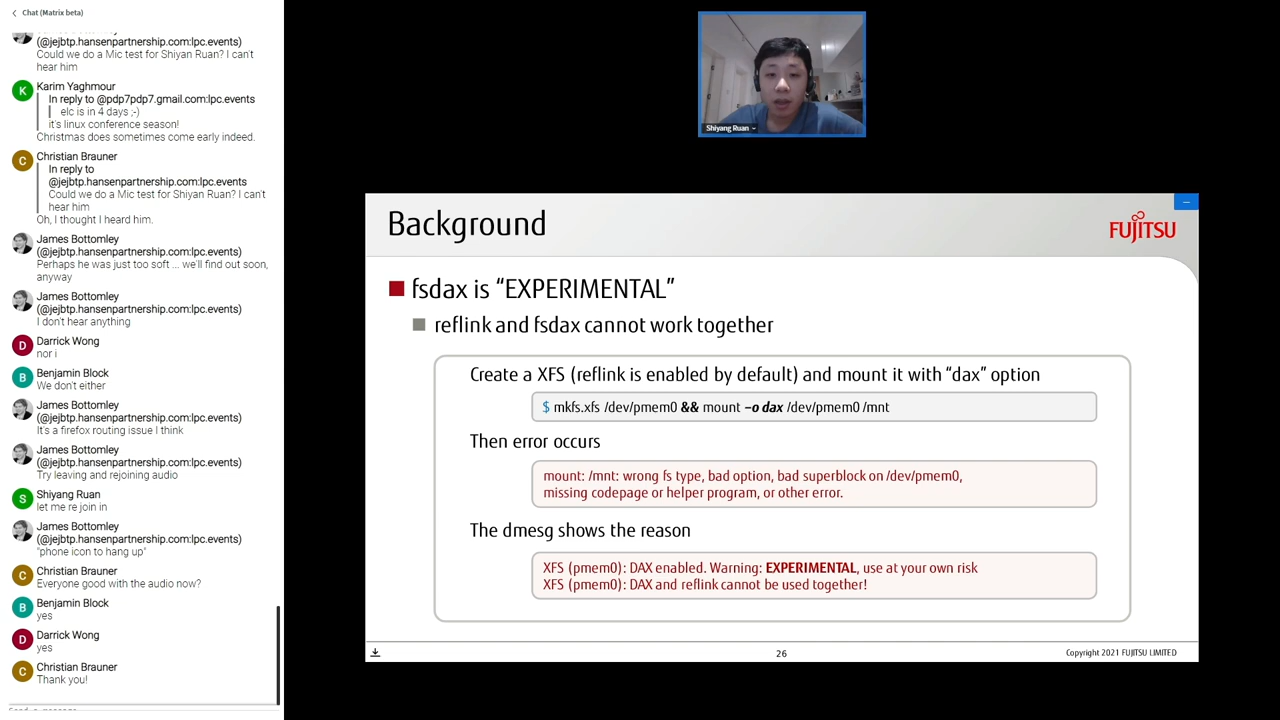 Chat (Matrix beta)
(@jejbtp.hansenpartnership.com:lpc.events)
Could we do a Mic test for Shiyan Ruan? I can't
hear him
K
Karim Yaghmour
In reply to @pdp7pdp7.gmail.com:lpc.events
elc is in 4 days ;-)
it's linux conference season!
Christmas does sometimes come early indeed.
C
Christian Brauner
In reply to
@jejbtp.hansenpartnership.com:lpc.events
Could we do a Mic test for Shiyan Ruan? I can't
hear him
Oh, I thought I heard him.
James Bottomley
(@jejbtp.hansenpartnership.com:lpc.events)
Perhaps he was just too soft ... we'll find out soon,
anyway
James Bottomley
(@jejbtp.hansenpartnership.com:lpc.events)
I don't hear anything
D
Darrick Wong
nor i
B
Benjamin Block
We don't either
James Bottomley
(@jejbtp.hansenpartnership.com:lpc.events)
It's a firefox routing issue I think
James Bottomley
(@jejbtp.hansenpartnership.com:lpc.events)
Try leaving and rejoining audio
S
Shiyang Ruan
let me re join in
James Bottomley
(@jejbtp.hansenpartnership.com:lpc.events)
"phone icon to hang up"
C
Christian Brauner
Everyone good with the audio now?
B
Benjamin Block
yes
D
Darrick Wong
yes
C
Christian Brauner
Thank you!
Shiyang Ruan
Background
FUJITSU
fsdax is “EXPERIMENTAL”
reflink and fsdax cannot work together
Create a XFS (reflink is enabled by default) and mount it with “dax” option
$ mkfs.xfs /dev/pmem0 && mount –o dax /dev/pmem0 /mnt
Then error occurs
mount: /mnt: wrong fs type, bad option, bad superblock on /dev/pmem0,
missing codepage or helper program, or other error.
The dmesg shows the reason
XFS (pmem0): DAX enabled. Warning: EXPERIMENTAL, use at your own risk
XFS (pmem0): DAX and reflink cannot be used together!
26
Copyright 2021 FUJITSU LIMITED